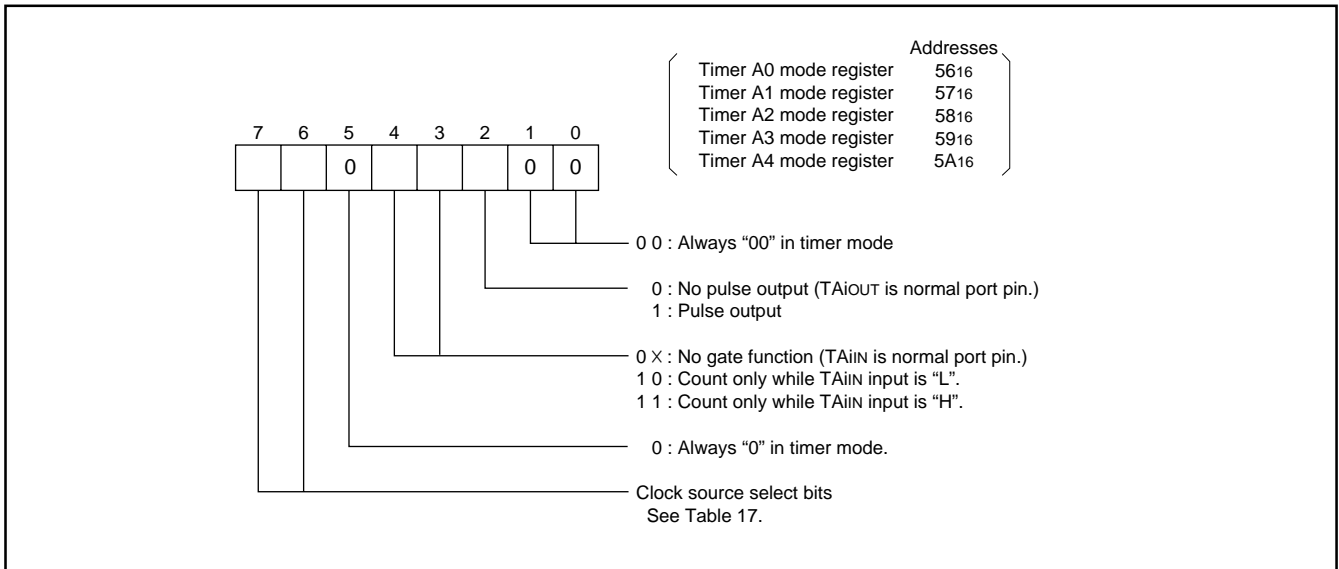 Addresses
Timer A0 mode register 5616
Timer A1 mode register 5716
Timer A2 mode register 5816
Timer A3 mode register 5916
Timer A4 mode register 5A16
7 6 5 4 3 2 1 0
0 0 0
0 0 : Always “00” in timer mode
0 : No pulse output (TAiOUT is normal port pin.)
1 : Pulse output
0 × : No gate function (TAiIN is normal port pin.)
1 0 : Count only while TAiIN input is “L”.
1 1 : Count only while TAiIN input is “H”.
0 : Always “0” in timer mode.
Clock source select bits
See Table 17.